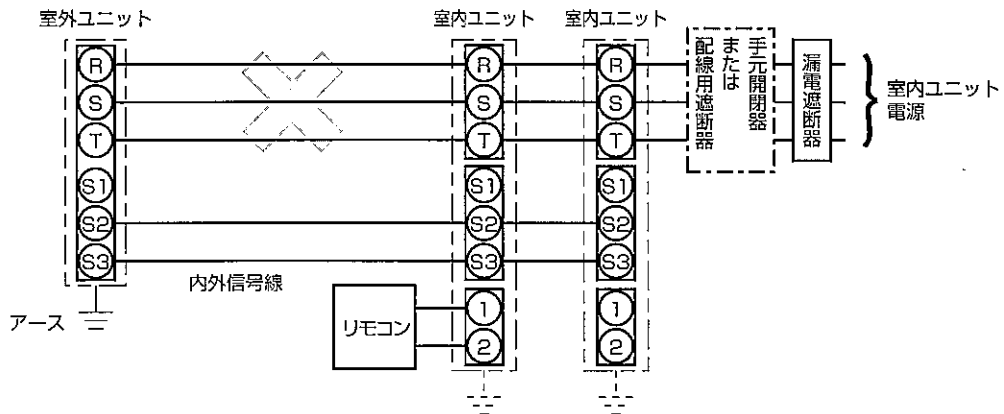 室外ユニット
室内ユニット
室内ユニット
R
S
T
S1
S2
S3
R
S
T
S1
S2
S3
1
2
R
S
T
S1
S2
S3
1
2
手元開閉器
または
配線用遮断器
漏電遮断器
室内ユニット
電源
内外信号線
リモコン
アース